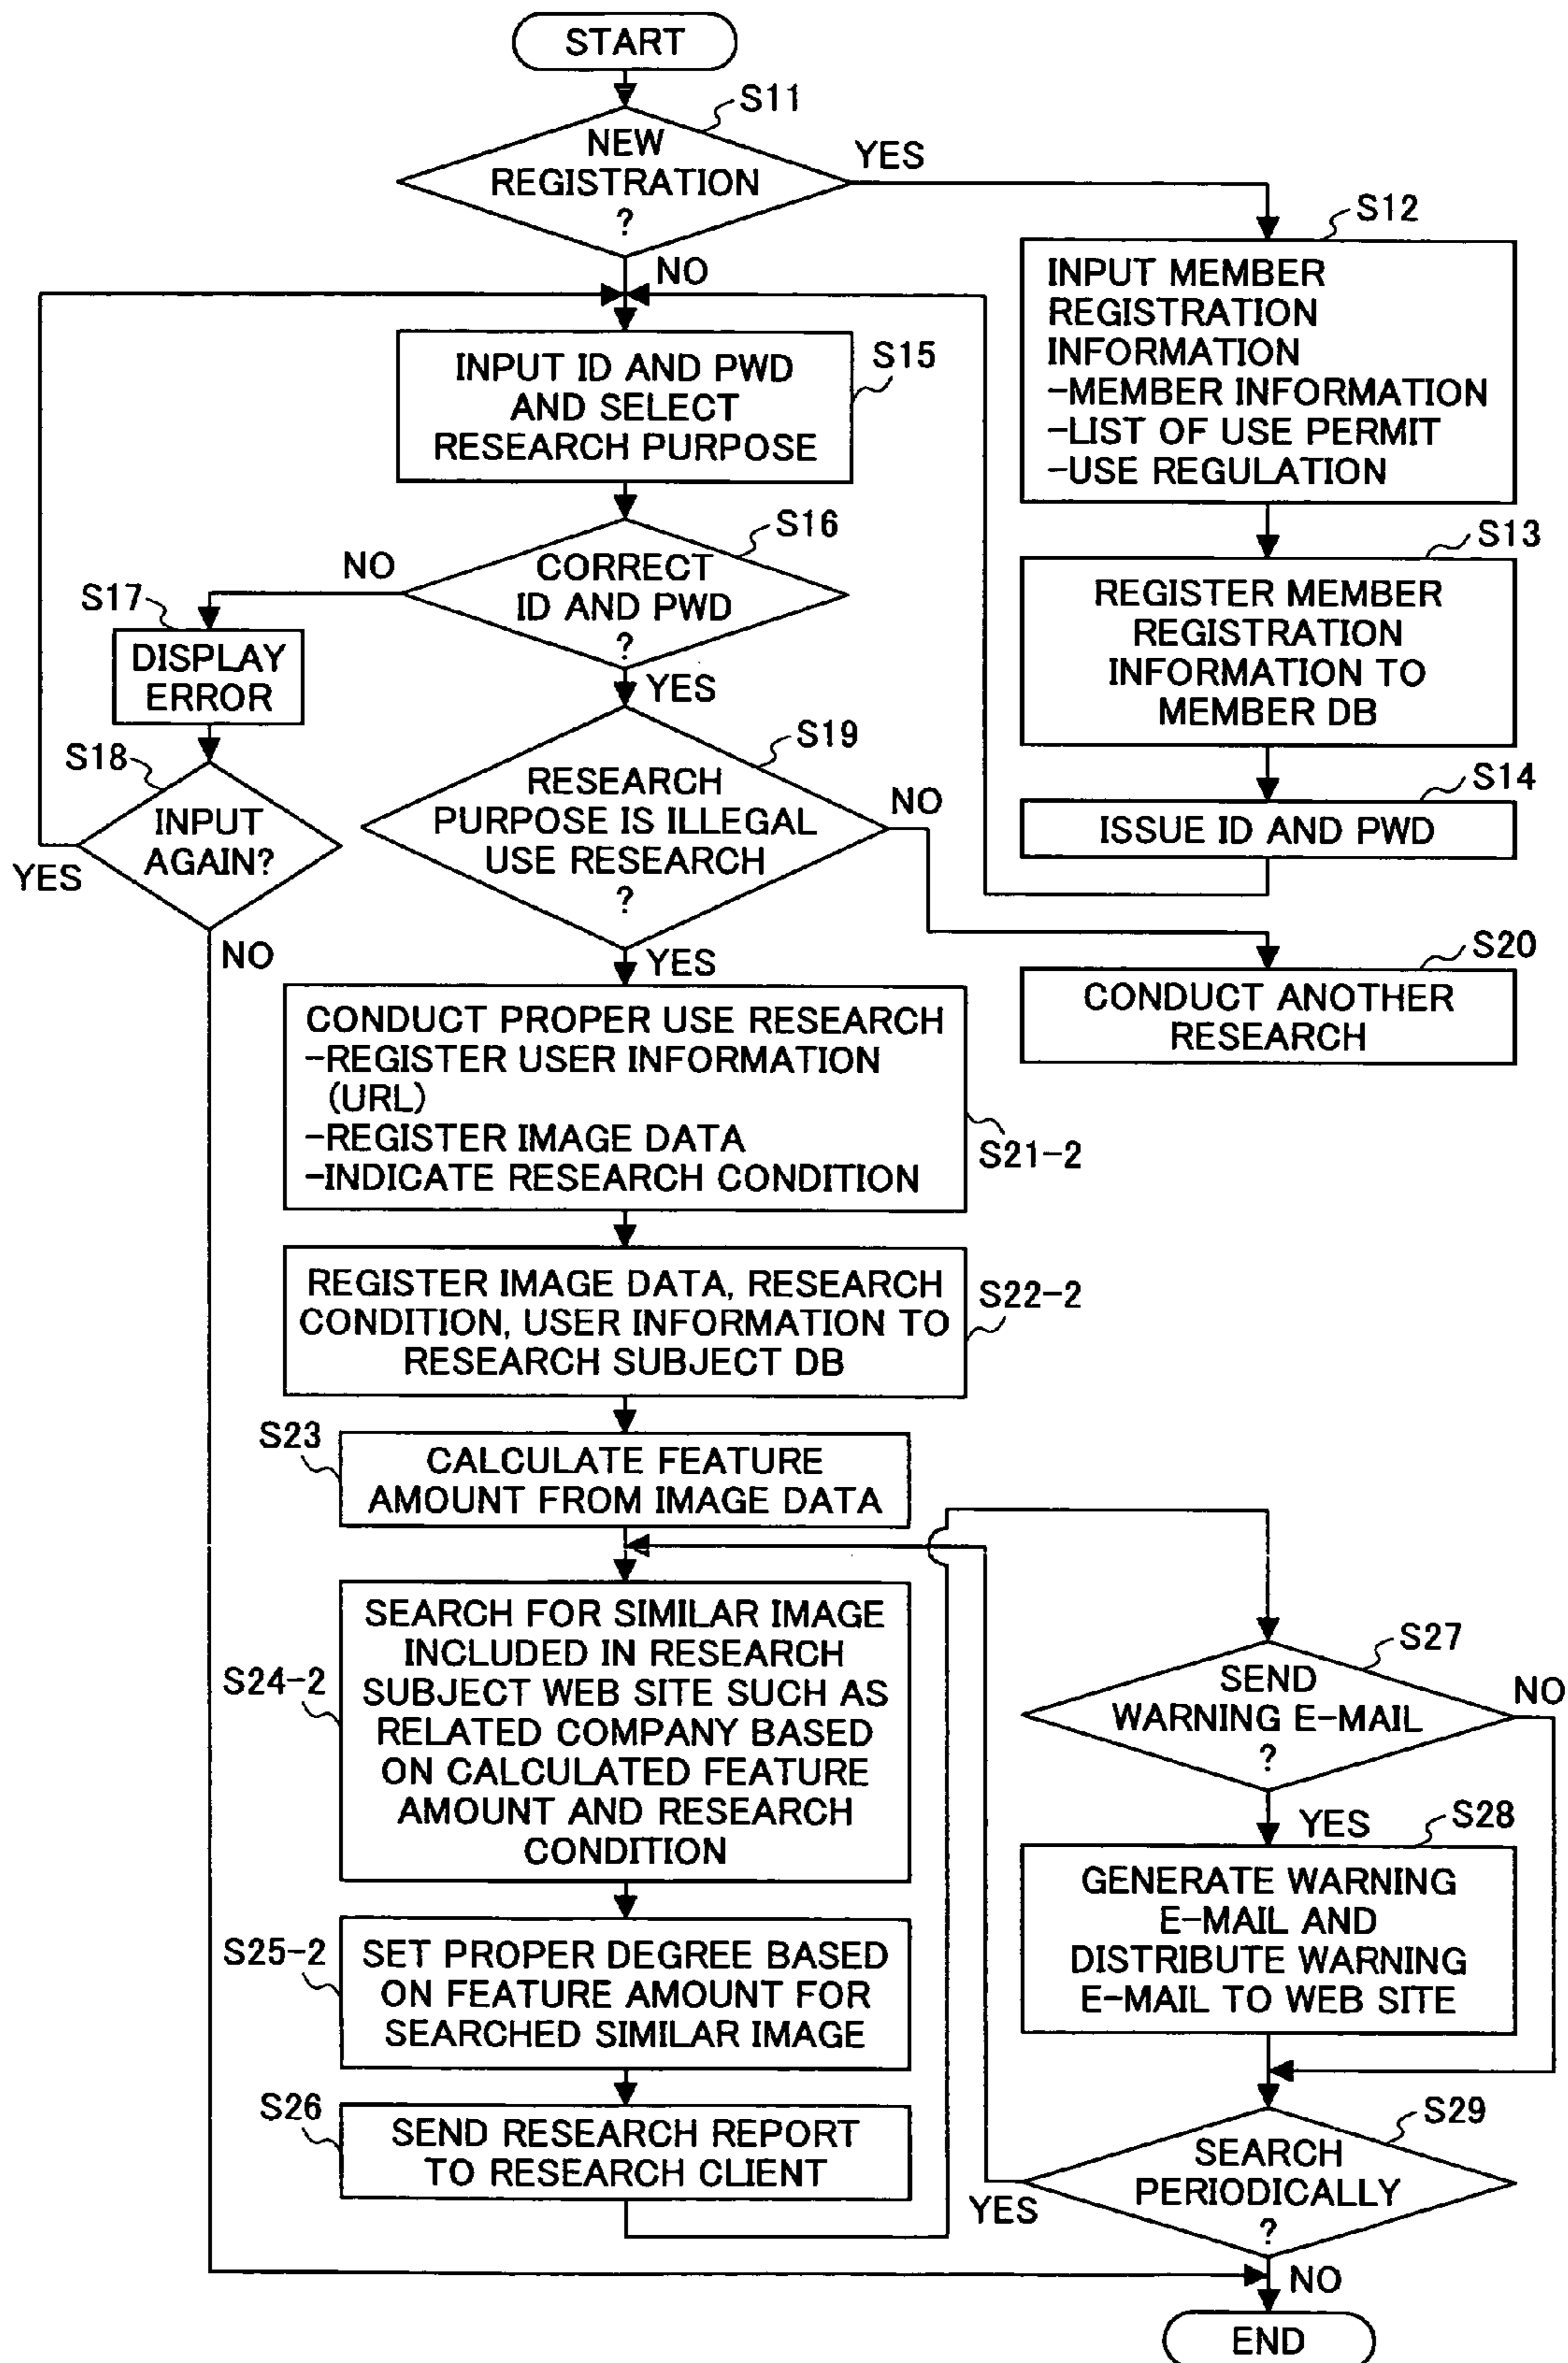 START
S11
NEW
REGISTRATION
?
YES
NO
S12
INPUT MEMBER
REGISTRATION
INFORMATION
-MEMBER INFORMATION
-LIST OF USE PERMIT
-USE REGULATION
S13
REGISTER MEMBER
REGISTRATION
INFORMATION TO
MEMBER DB
S14
ISSUE ID AND PWD
S15
INPUT ID AND PWD
AND SELECT
RESEARCH PURPOSE
S16
CORRECT
ID AND PWD
?
NO
YES
S17
DISPLAY
ERROR
S18
INPUT
AGAIN?
YES
NO
S19
RESEARCH
PURPOSE IS ILLEGAL
USE RESEARCH
?
NO
YES
S20
CONDUCT ANOTHER
RESEARCH
CONDUCT PROPER USE RESEARCH
-REGISTER USER INFORMATION
(URL)
-REGISTER IMAGE DATA
-INDICATE RESEARCH CONDITION
S21-2
REGISTER IMAGE DATA, RESEARCH
CONDITION, USER INFORMATION TO
RESEARCH SUBJECT DB
S22-2
S23
CALCULATE FEATURE
AMOUNT FROM IMAGE DATA
S24-2
SEARCH FOR SIMILAR IMAGE
INCLUDED IN RESEARCH
SUBJECT WEB SITE SUCH AS
RELATED COMPANY BASED
ON CALCULATED FEATURE
AMOUNT AND RESEARCH
CONDITION
S25-2
SET PROPER DEGREE BASED
ON FEATURE AMOUNT FOR
SEARCHED SIMILAR IMAGE
S26
SEND RESEARCH REPORT
TO RESEARCH CLIENT
S27
SEND
WARNING E-MAIL
?
NO
YES
S28
GENERATE WARNING
E-MAIL AND
DISTRIBUTE WARNING
E-MAIL TO WEB SITE
S29
SEARCH
PERIODICALLY
?
YES
NO
END